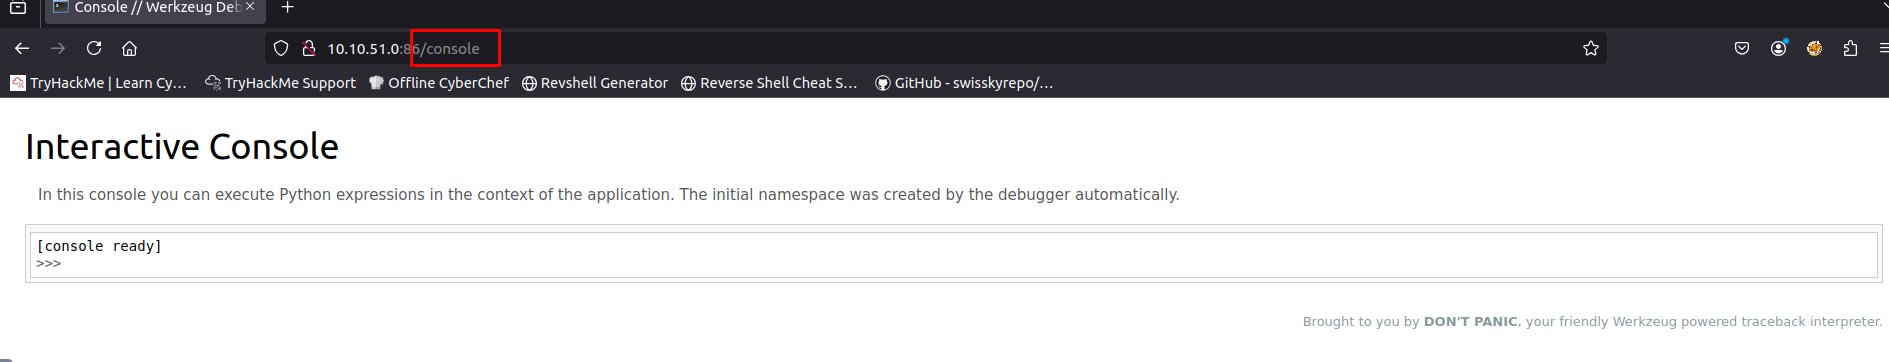 Console // Werkzeug Deb
10.10.51.0:86/console
TryHackMe | Learn Cy… TryHackMe Support Offline CyberChef Revshell Generator Reverse Shell Cheat S… GitHub - swisskyrepo/…
Interactive Console
In this console you can execute Python expressions in the context of the application. The initial namespace was created by the debugger automatically.
[console ready]
>>>
Brought to you by DON'T PANIC, your friendly Werkzeug powered traceback interpreter.